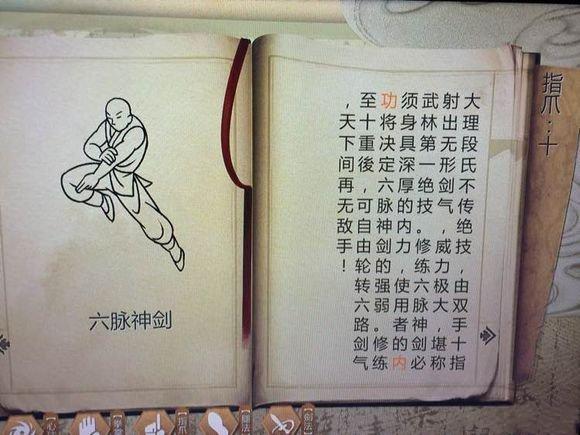 大理段氏不传绝技，由双手十指
射出无形剑气，威力极大，堪称
武林第一绝技。修练六脉神剑必
须身具深厚的内力，使用者的内
功将决定六脉神剑的强弱。修练
至十重後，可自由轮转六路剑气
，天下间再无敌手！
指爪：十
六脉神剑